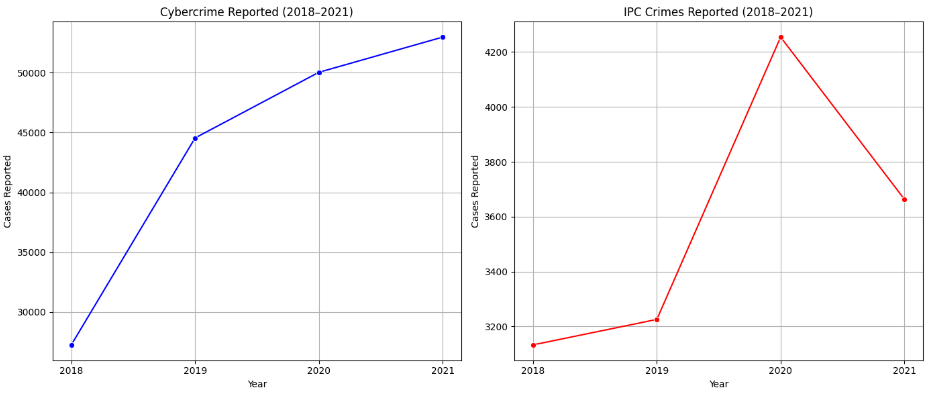 Cybercrime Reported (2018–2021)
Cases Reported
50000
45000
40000
35000
30000
2018 2019 2020 2021
Year
IPC Crimes Reported (2018–2021)
Cases Reported
4200
4000
3800
3600
3400
3200
2018 2019 2020 2021
Year